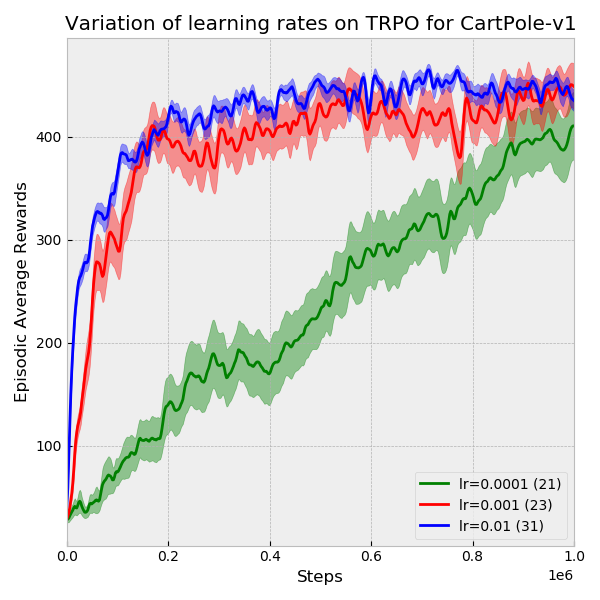 Variation of learning rates on TRPO for CartPole-v1
Episodic Average Rewards
400
300
200
100
0.0 0.2 0.4 0.6 0.8 1.0
Steps
1e6
lr=0.0001 (21)
lr=0.001 (23)
lr=0.01 (31)